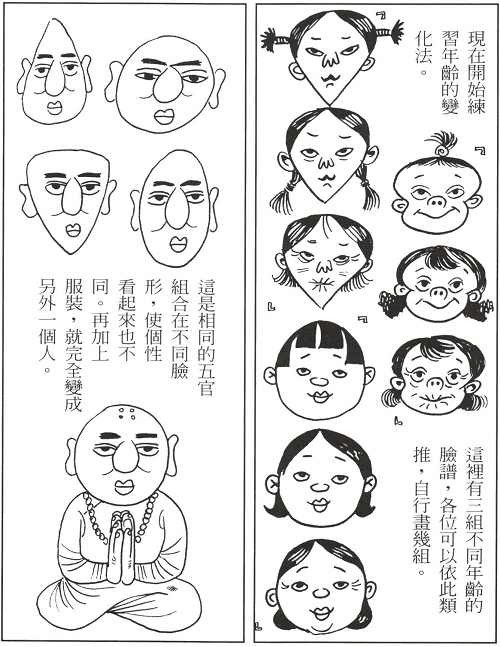 現在開始練
習年齡的變
化法。
這裡有三組不同年齡的
臉譜，各位可以依此類
推，自行畫幾組。
這是相同的五官
組合在不同臉
形，使個性
看起來也不
同。再加上
服裝，就完全變成
另外一個人。